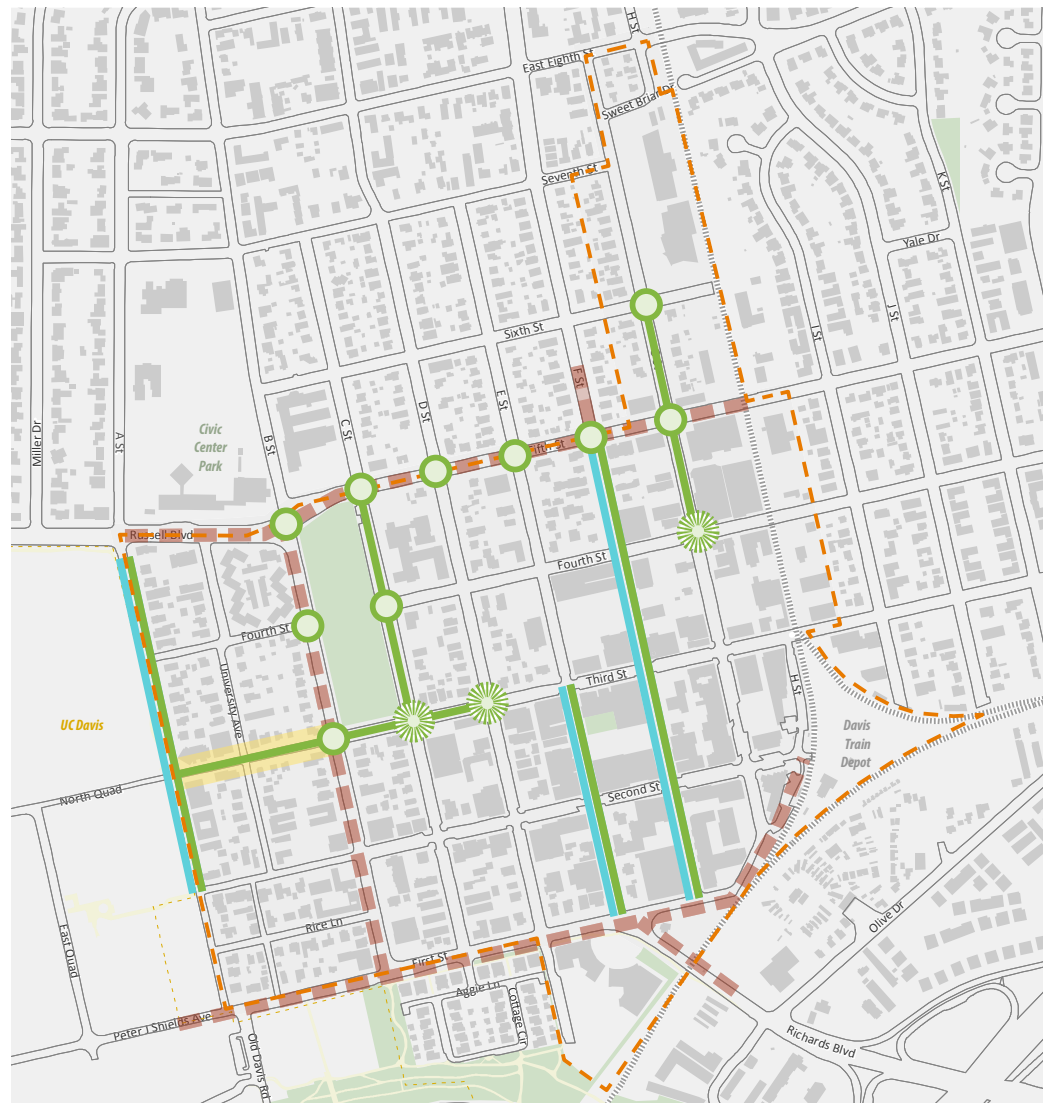 H St
East Eighth St
Sweet Briar Dr
Seventh St
K St
Yale Dr
Sixth St
I St
J St
F St
E St
D St
C St
B St
A St
Miller Dr
Civic
Center
Park
Fifth St
Russell Blvd
Fourth St
Fourth St
University Ave
Third St
H St
UC Davis
Davis
Train
Depot
North Quad
Second St
Olive Dr
Rice Ln
East Quad
First St
Aggie Ln
Cottage Cir
Peter J Shields Ave
Old Davis Rd
Richards Blvd